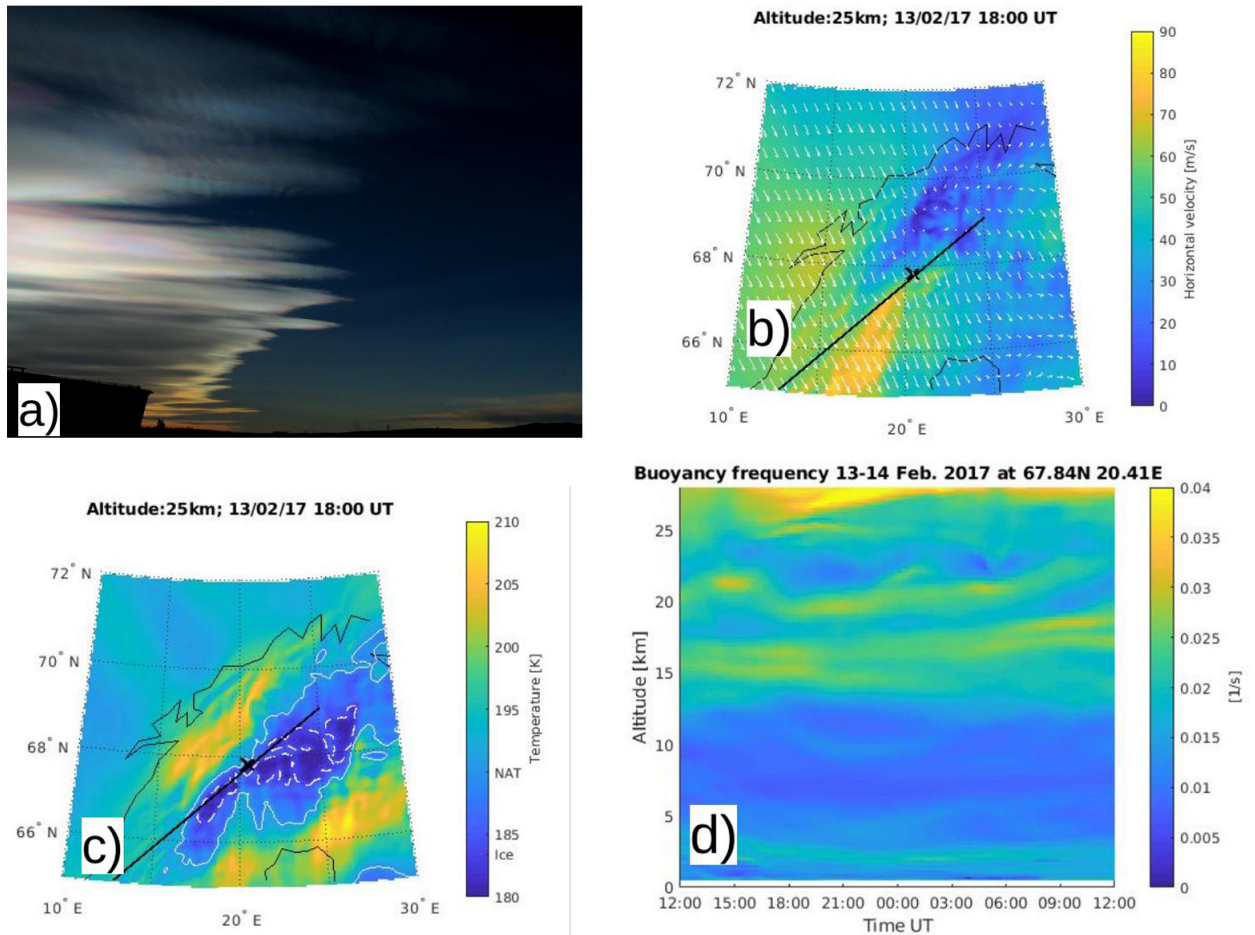 a)
Altitude:25km; 13/02/17 18:00 UT
72° N
70° N
68° N
66° N
10° E
20° E
30° E
b)
90
80
70
60
50
40
30
20
10
0
Horizontal velocity [m/s]
Altitude:25km; 13/02/17 18:00 UT
72° N
70° N
68° N
66° N
10° E
20° E
30° E
c)
210
205
200
195
NAT
185
Ice
180
Temperature [K]
Buoyancy frequency 13-14 Feb. 2017 at 67.84N 20.41E
25
20
15
10
5
0
Altitude [km]
d)
12:00 15:00 18:00 21:00 00:00 03:00 06:00 09:00 12:00
Time UT
0.04
0.035
0.03
0.025
0.02
0.015
0.01
0.005
0
[1/s]